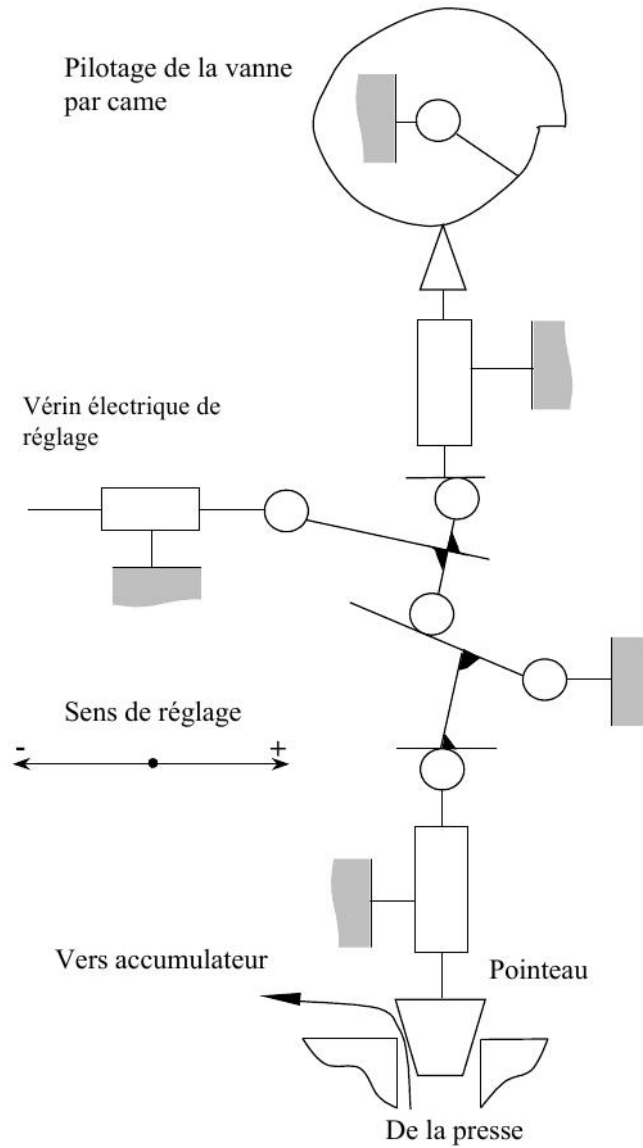 Pilotage de la vanne
par came
Vérin électrique de
réglage
Sens de réglage
- +
Vers accumulateur
Pointeau
De la presse